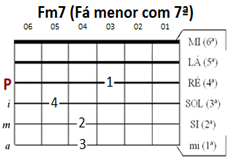 Fm7 (Fá menor com 7ª)
06 05 04 03 02 01
MI (6ª)
LÁ (5ª)
P 1 RÉ (4ª)
i 4 SOL (3ª)
m 2 SI (2ª)
a 3 mi (1ª)